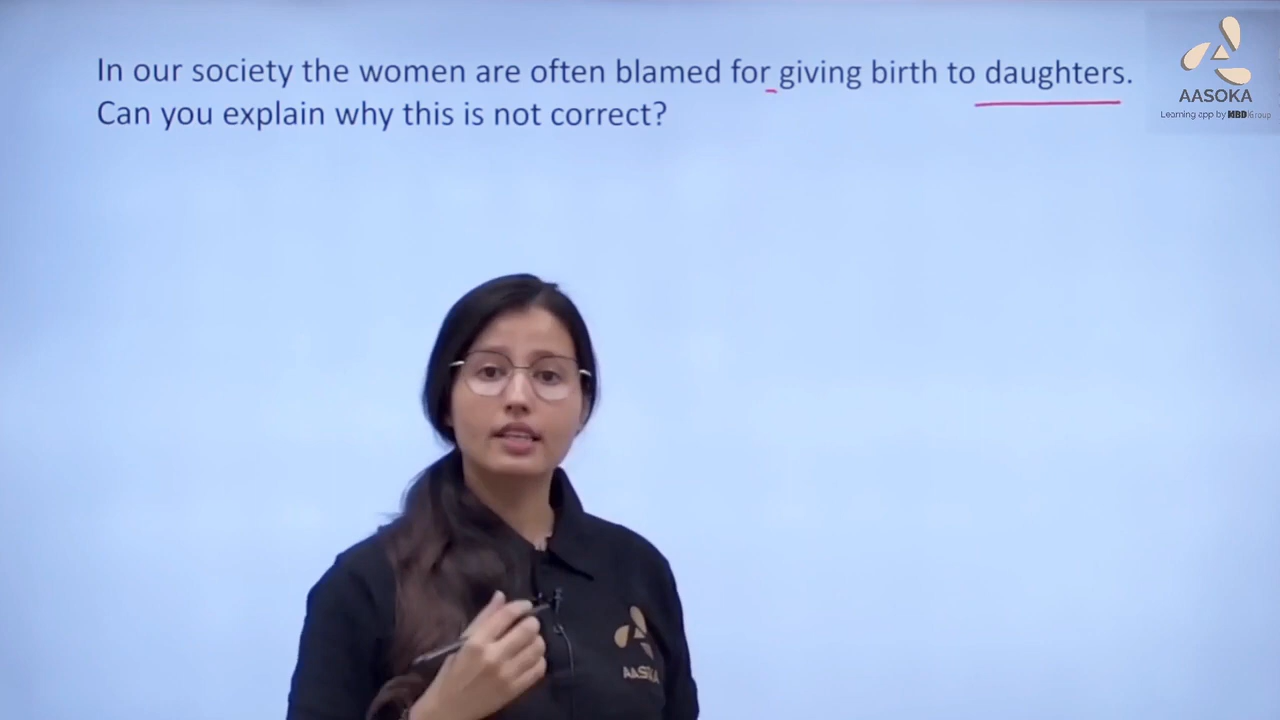 In our society the women are often blamed for giving birth to daughters.
Can you explain why this is not correct?
AASOKA
Learning app by MBD Group
AASOKA